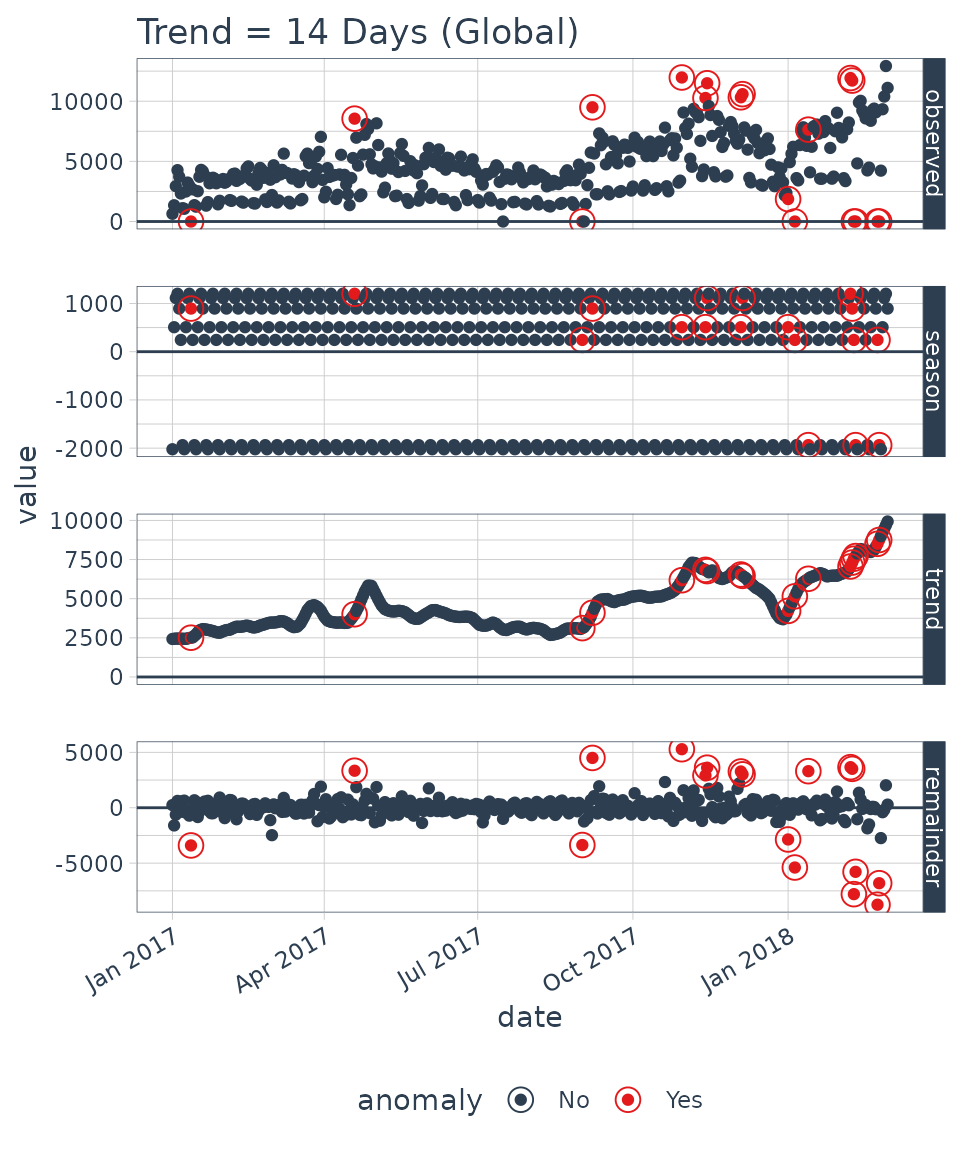 Trend = 14 Days (Global)
10000
5000
0
observed
1000
0
-1000
-2000
season
value
10000
7500
5000
2500
0
trend
5000
0
-5000
remainder
Jan 2017
Apr 2017
Jul 2017
Oct 2017
Jan 2018
date
anomaly No Yes